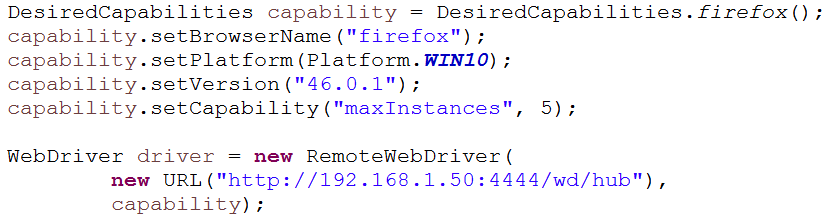 DesiredCapabilities capability = DesiredCapabilities.firefox();
capability.setBrowserName("firefox");
capability.setPlatform(Platform.WIN10);
capability.setVersion("46.0.1");
capability.setCapability("maxInstances", 5);

WebDriver driver = new RemoteWebDriver(
        new URL("http://192.168.1.50:4444/wd/hub"),
        capability);